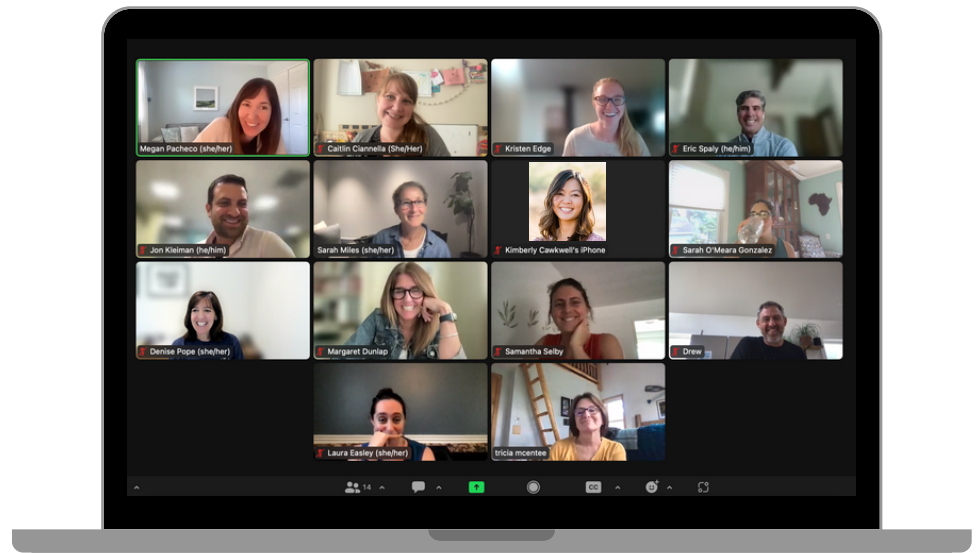 Megan Pacheco (she/her)
Caitlin Ciannella (She/Her)
Kristen Edge
Eric Spaly (he/him)
Jon Kleiman (he/him)
Sarah Miles (she/her)
Kimberly Cawkwell's iPhone
Sarah O'Meara Gonzalez
Denise Pope (she/her)
Margaret Dunlap
Samantha Selby
Drew
Laura Easley (she/her)
tricia mcentee
14
CC